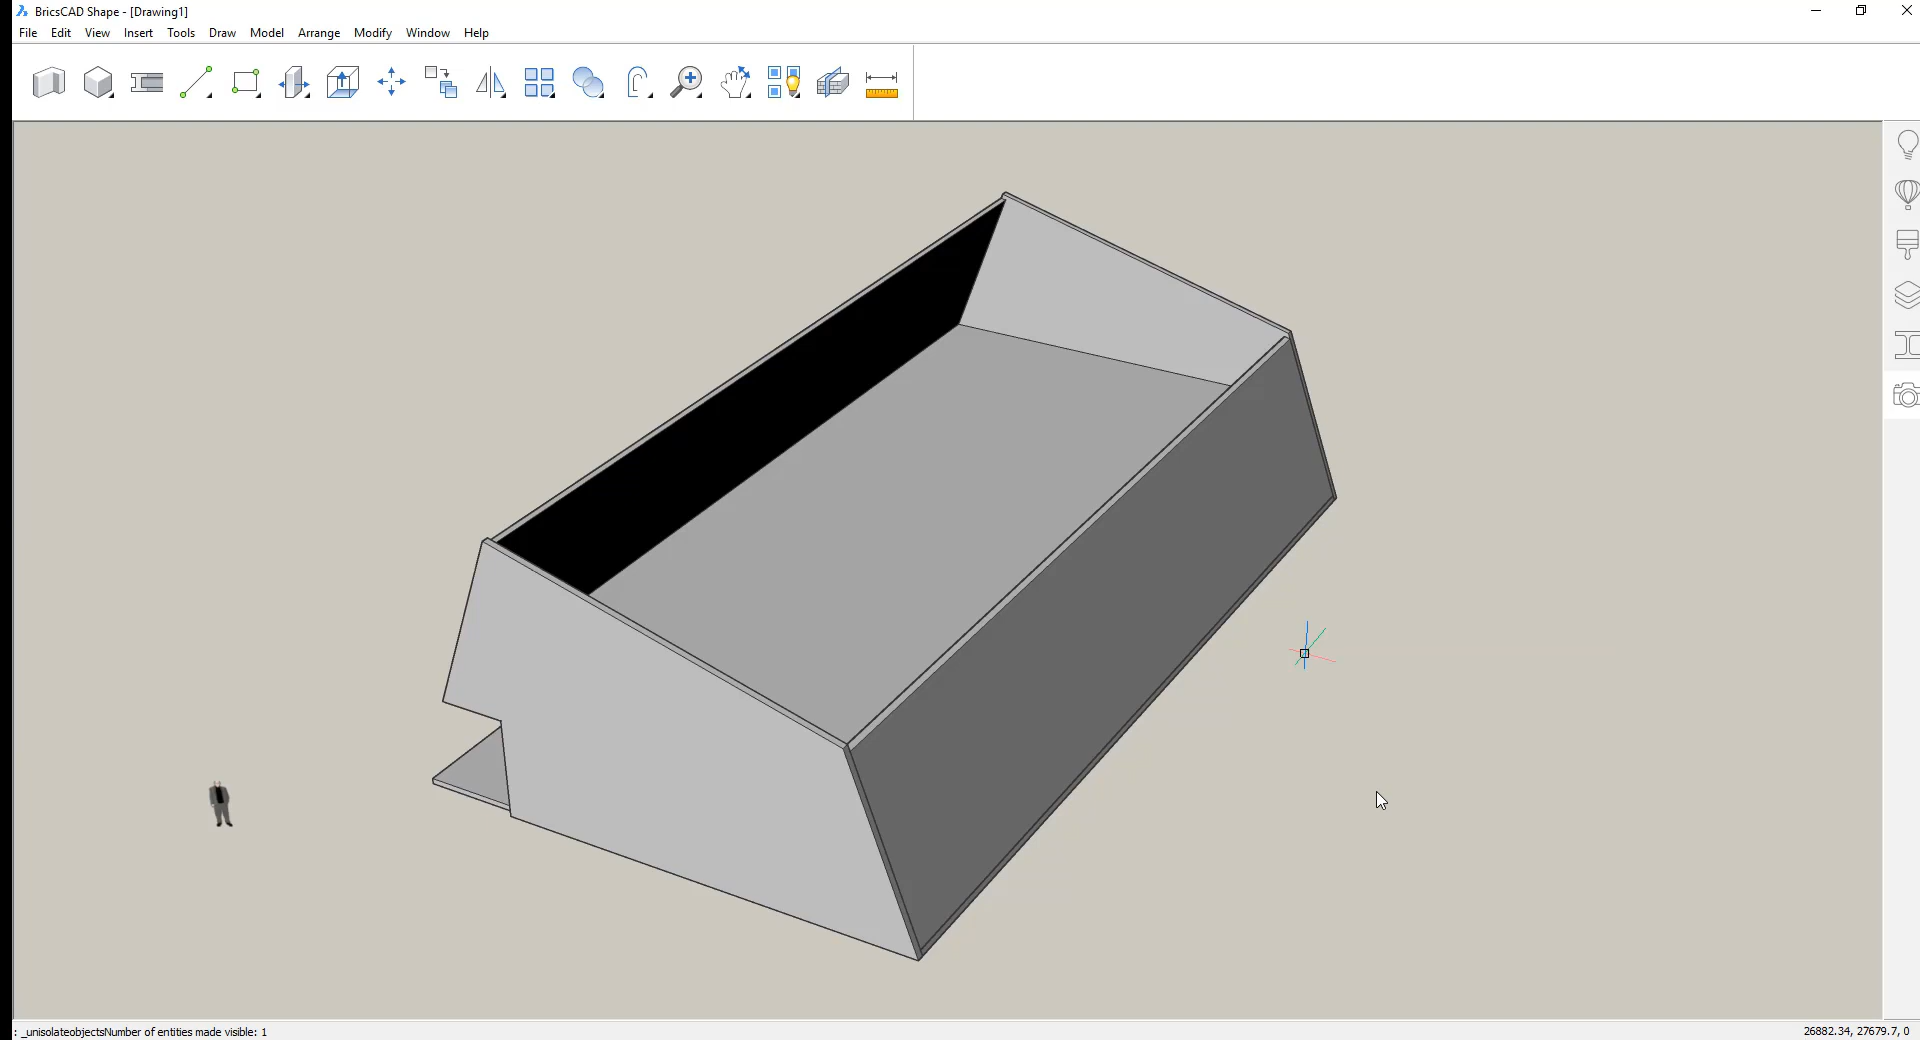 BricsCAD Shape - [Drawing1]
File Edit View Insert Tools Draw Model Arrange Modify Window Help
: _unisolateobjectsNumber of entities made visible: 1
26882.34, 27679.7, 0